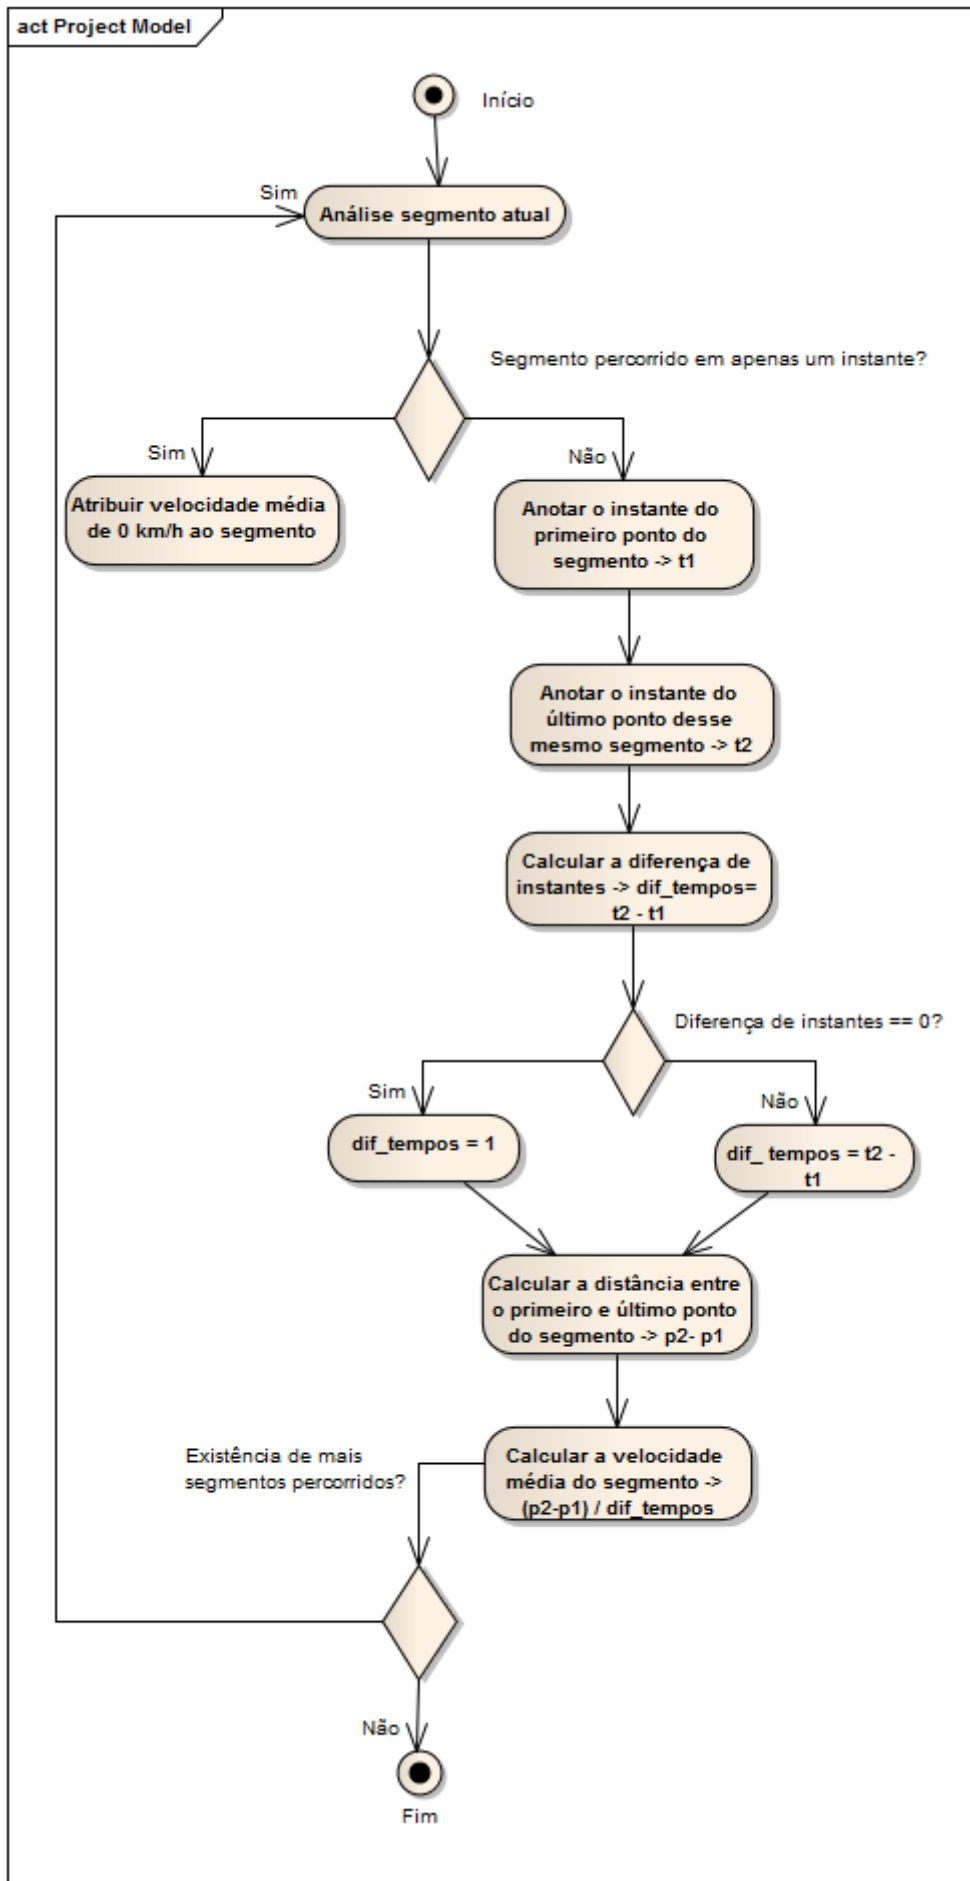 act Project Model
Início
Sim
Análise segmento atual
Segmento percorrido em apenas um instante?
Sim
Não
Atribuir velocidade média
de 0 km/h ao segmento
Anotar o instante do
primeiro ponto do
segmento -> t1
Anotar o instante do
último ponto desse
mesmo segmento -> t2
Calcular a diferença de
instantes -> dif_tempos=
t2 - t1
Diferença de instantes == 0?
Sim
Não
dif_tempos = 1
dif_ tempos = t2 -
t1
Calcular a distância entre
o primeiro e último ponto
do segmento -> p2- p1
Existência de mais
segmentos percorridos?
Calcular a velocidade
média do segmento ->
(p2-p1) / dif_tempos
Não
Fim